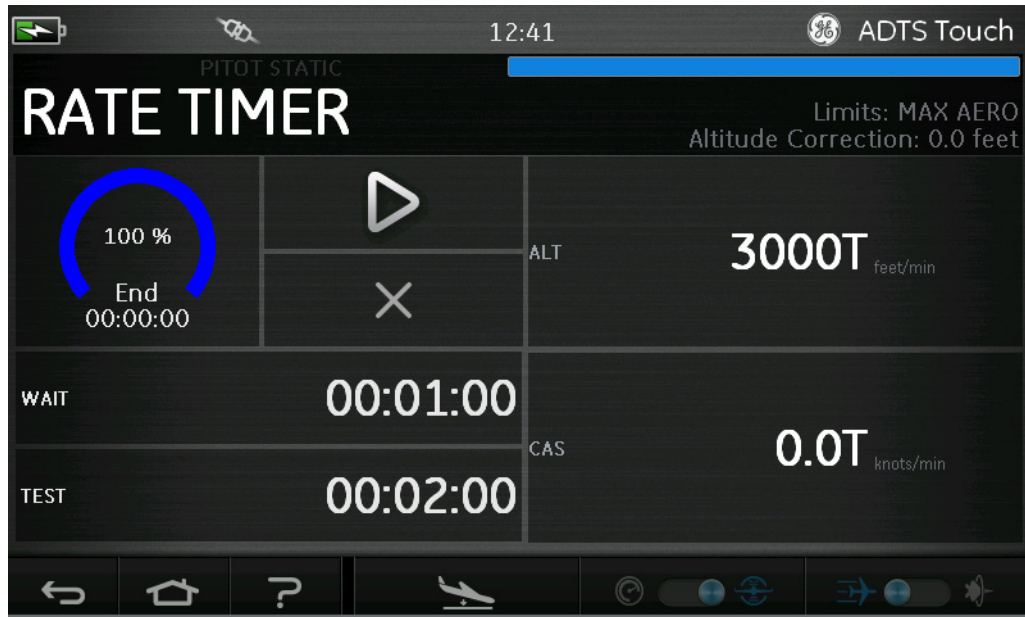 12:41
ADTS Touch
PITOT STATIC
RATE TIMER
Limits: MAX AERO
Altitude Correction: 0.0 feet
100 %
End
00:00:00
ALT
3000T feet/min
WAIT
00:01:00
CAS
0.0T knots/min
TEST
00:02:00
?